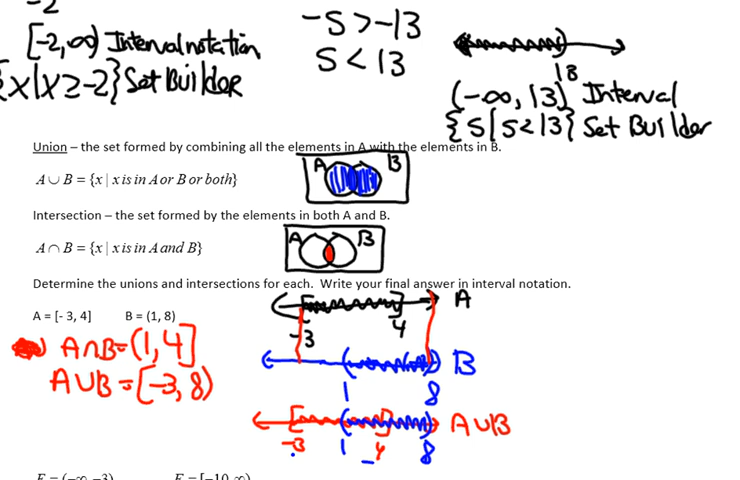 -2
[-2,∞) Interval notation
{x|x≥-2} Set Builder
-S>-13
S<13
13
(-∞,13) Interval
{S|S<13} Set Builder
Union – the set formed by combining all the elements in A with the elements in B.
A ∪ B = {x | x is in A or B or both}
A B
Intersection – the set formed by the elements in both A and B.
A ∩ B = {x | x is in A and B}
A B
Determine the unions and intersections for each. Write your final answer in interval notation.
A = [- 3, 4] B = (1, 8)
A
-3 4
A∩B=(1,4]
A∪B=[-3,8)
B
1 8
A∪B
-3 1 4 8
E = (-∞,-3) F = [-10,∞)